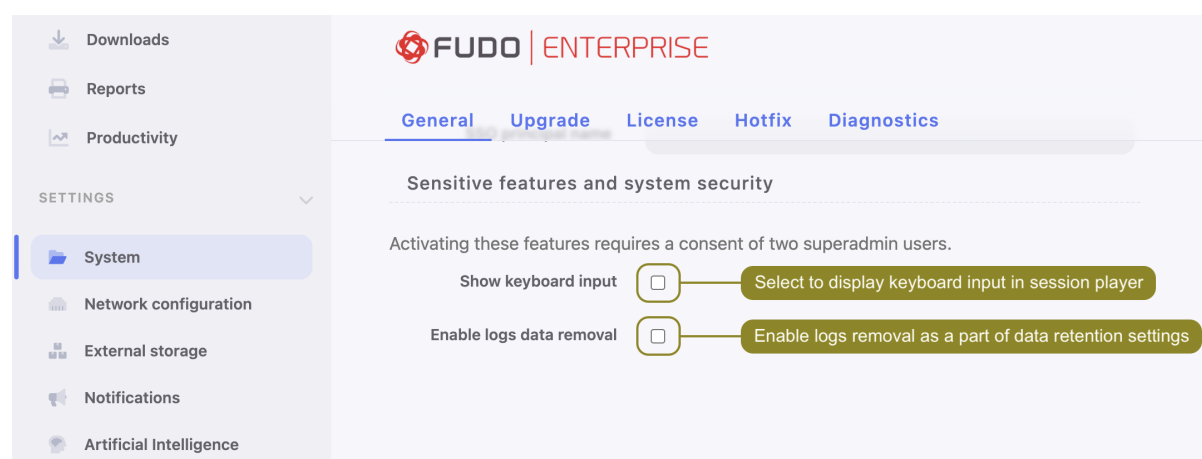 Downloads
Reports
Productivity
SETTINGS
System
Network configuration
External storage
Notifications
Artificial Intelligence
FUDO | ENTERPRISE
General Upgrade License Hotfix Diagnostics
SSO principal name
Sensitive features and system security
Activating these features requires a consent of two superadmin users.
Show keyboard input Select to display keyboard input in session player
Enable logs data removal Enable logs removal as a part of data retention settings